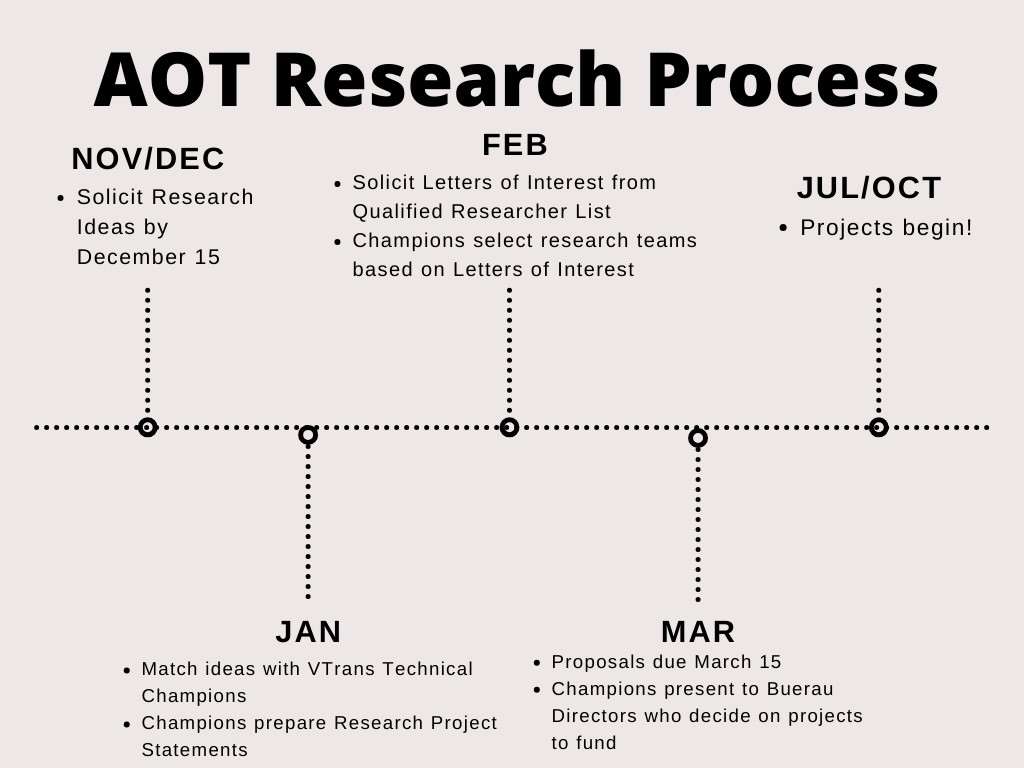 AOT Research Process
NOV/DEC
• Solicit Research
Ideas by
December 15
FEB
• Solicit Letters of Interest from
Qualified Researcher List
• Champions select research teams
based on Letters of Interest
JUL/OCT
• Projects begin!
JAN
• Match ideas with VTrans Technical
Champions
• Champions prepare Research Project
Statements
MAR
• Proposals due March 15
• Champions present to Buerau
Directors who decide on projects
to fund